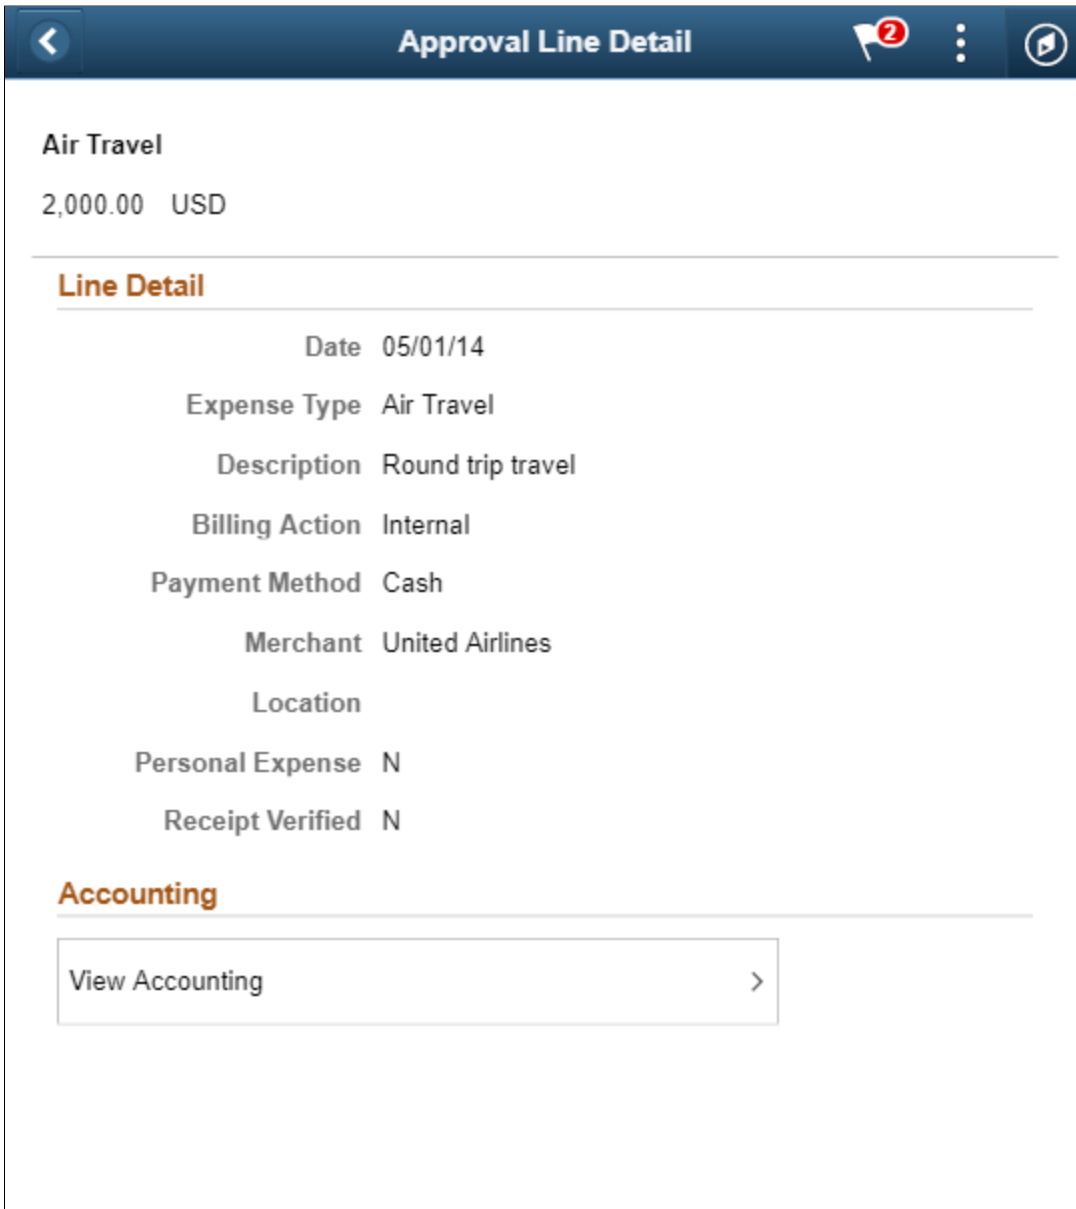 Approval Line Detail
2
Air Travel
2,000.00 USD
Line Detail
Date 05/01/14
Expense Type Air Travel
Description Round trip travel
Billing Action Internal
Payment Method Cash
Merchant United Airlines
Location
Personal Expense N
Receipt Verified N
Accounting
View Accounting